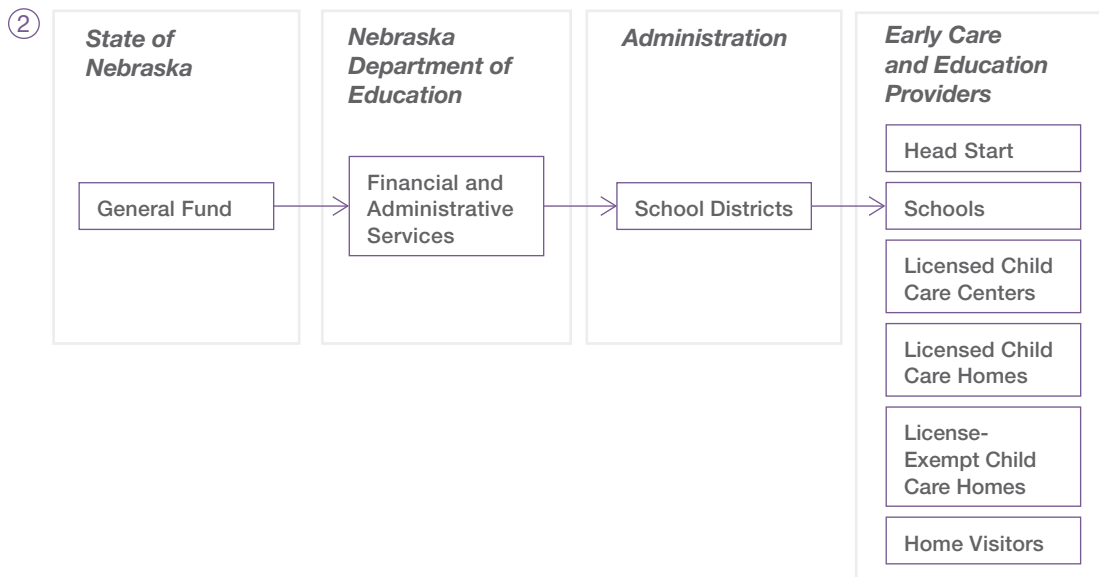 ②
State of
Nebraska
General Fund
Nebraska
Department of
Education
Financial and
Administrative
Services
Administration
School Districts
Early Care
and Education
Providers
Head Start
Schools
Licensed Child
Care Centers
Licensed Child
Care Homes
License-
Exempt Child
Care Homes
Home Visitors